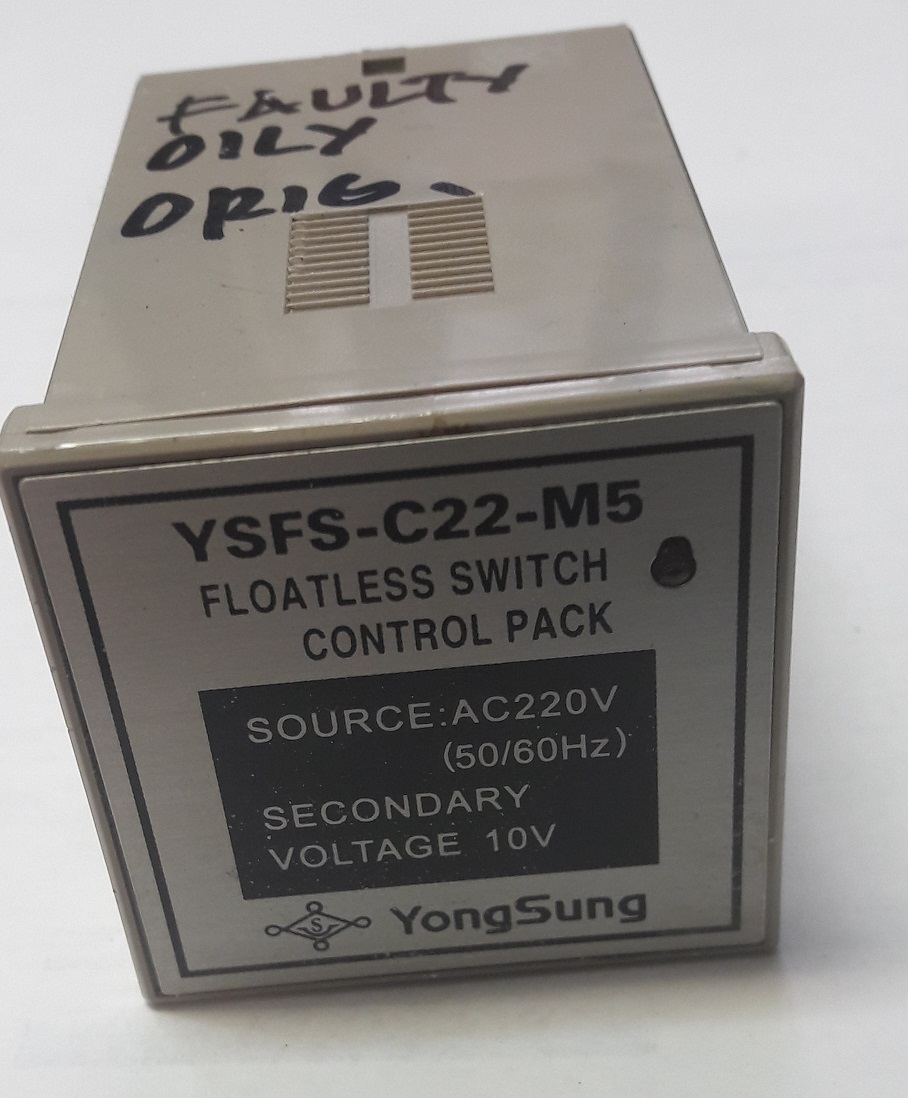 FAULTY
OILY
ORIG.
YSFS-C22-M5
FLOATLESS SWITCH
CONTROL PACK
SOURCE:AC220V
(50/60Hz)
SECONDARY
VOLTAGE 10V
S YongSung